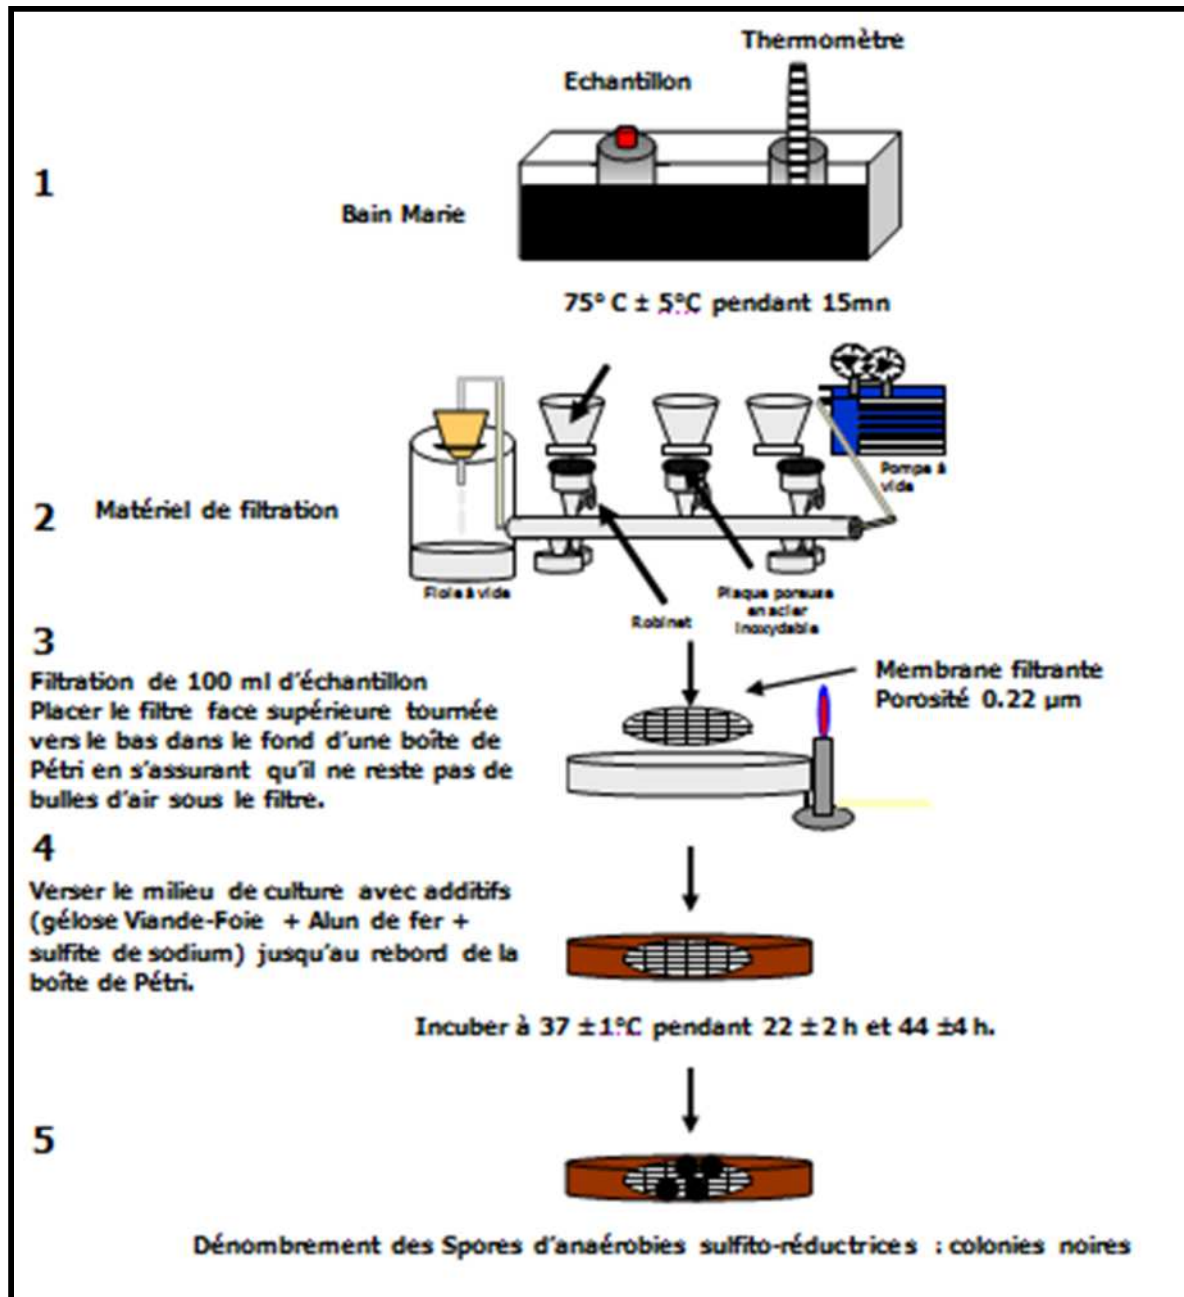 Thermomètre
Echantillon
1
Bain Marie
75° C ± 5°C pendant 15mn
Pompe à
vide
2
Matériel de filtration
Fiole à vide
Robinet
Plaque poreuse
en acier
inoxydable
3
Filtration de 100 ml d'échantillon
Placer le filtre face supérieure tournée
vers le bas dans le fond d'une boîte de
Pétri en s'assurant qu'il ne reste pas de
bulles d'air sous le filtre.
Membrane filtrante
Porosité 0.22 µm
4
Verser le milieu de culture avec additifs
(gélose Viande-Foie + Alun de fer +
sulfite de sodium) jusqu'au rebord de la
boîte de Pétri.
Incuber à 37 ±1°C pendant 22 ±2 h et 44 ±4 h.
5
Dénombrement des Spores d'anaérobies sulfito-réductrices : colonies noires